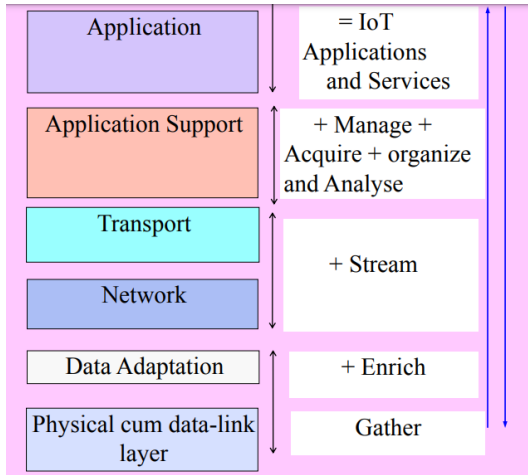 Application
= IoT
Applications
and Services
Application Support
+ Manage +
Acquire + organize
and Analyse
Transport
+ Stream
Network
Data Adaptation
+ Enrich
Physical cum data-link
layer
Gather